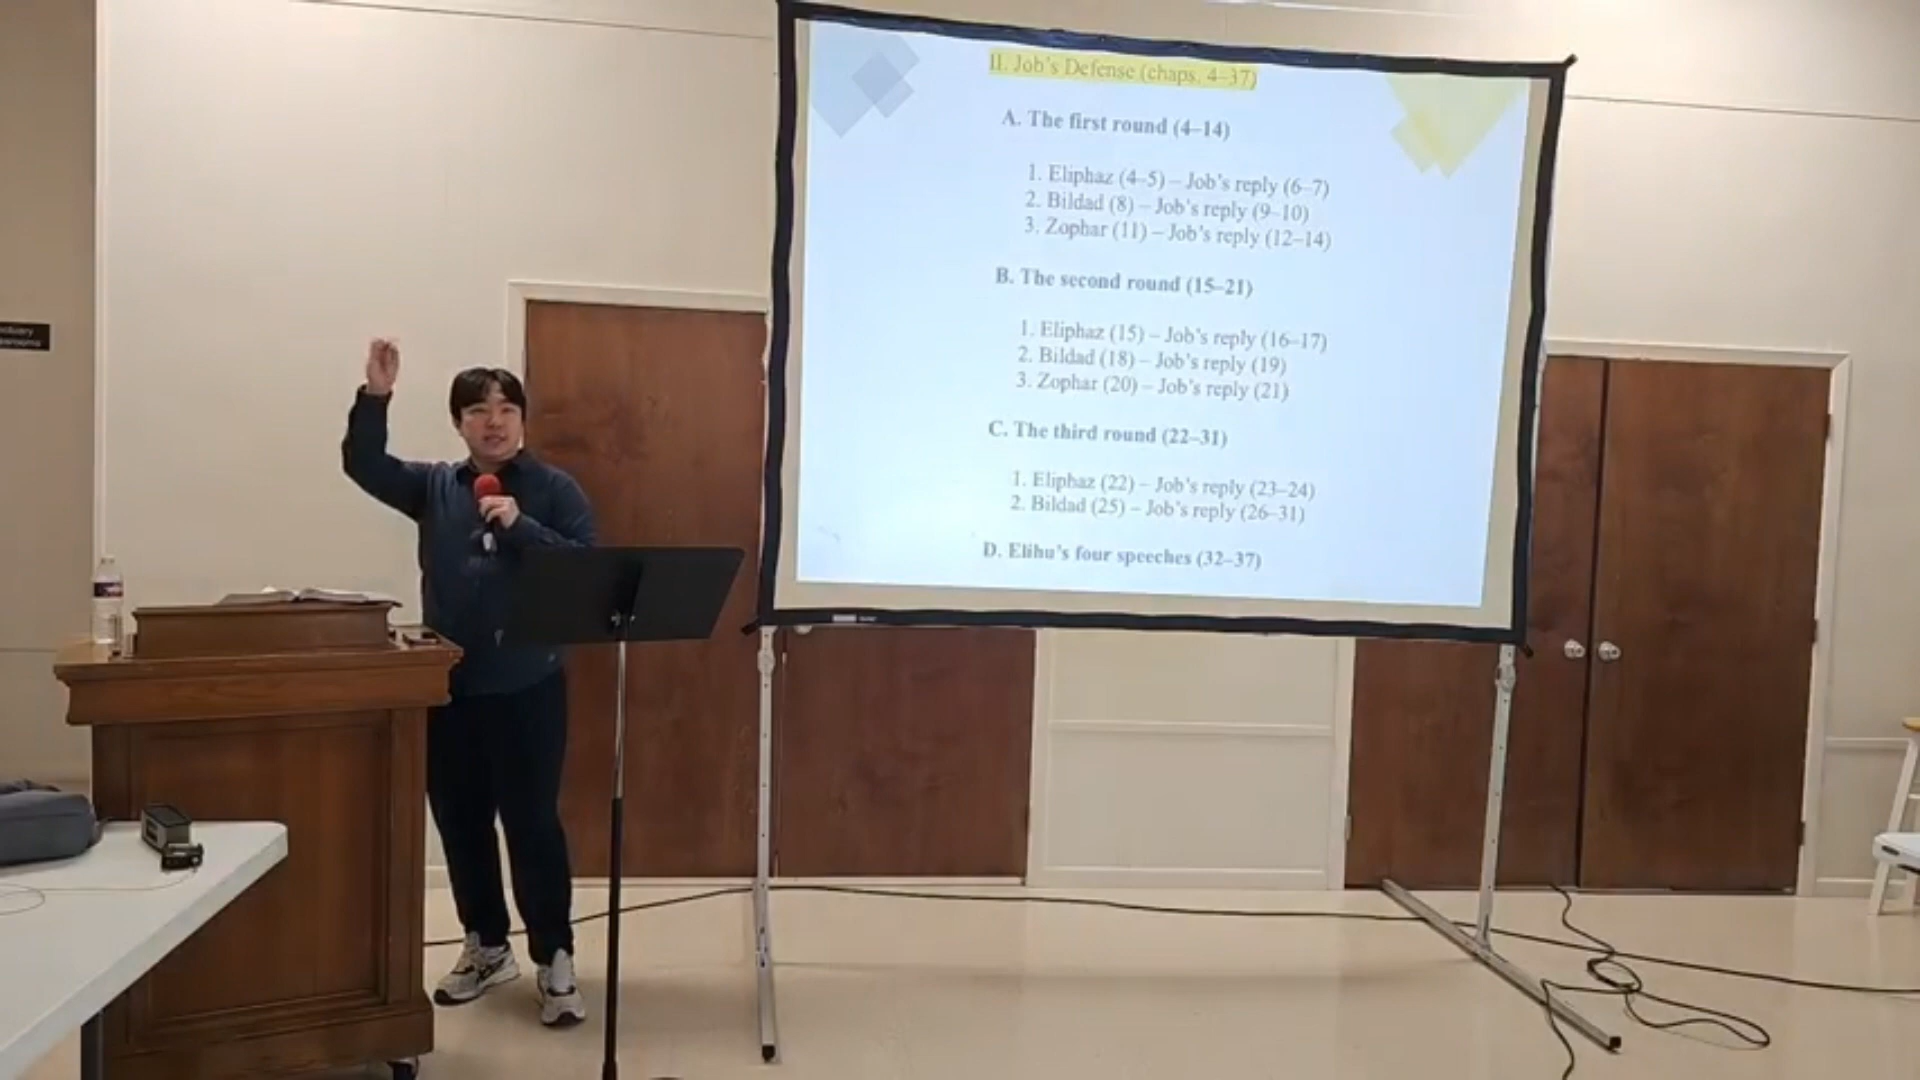 II. Job's Defense (chaps. 4–37)
A. The first round (4–14)
1. Eliphaz (4–5) – Job's reply (6–7)
2. Bildad (8) – Job's reply (9–10)
3. Zophar (11) – Job's reply (12–14)
B. The second round (15–21)
1. Eliphaz (15) – Job's reply (16–17)
2. Bildad (18) – Job's reply (19)
3. Zophar (20) – Job's reply (21)
C. The third round (22–31)
1. Eliphaz (22) – Job's reply (23–24)
2. Bildad (25) – Job's reply (26–31)
D. Elihu's four speeches (32–37)